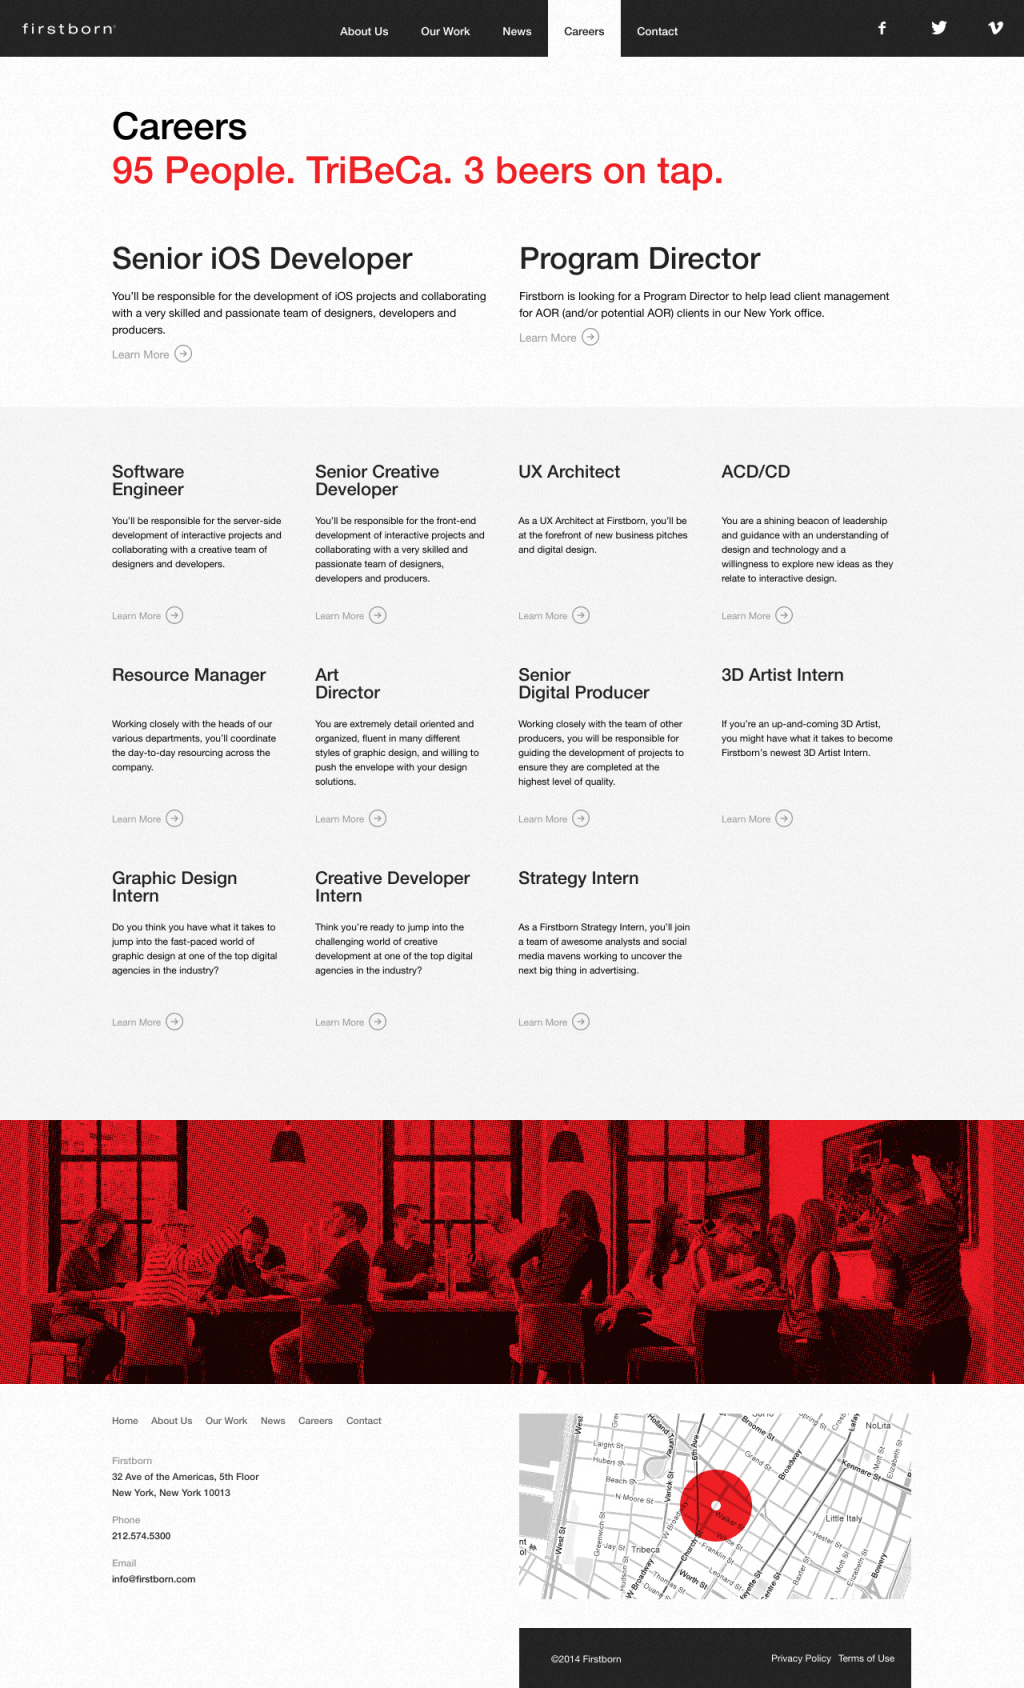 firstborn
About Us
Our Work
News
Careers
Contact
Careers
95 People. TriBeCa. 3 beers on tap.
Senior iOS Developer
You'll be responsible for the development of iOS projects and collaborating
with a very skilled and passionate team of designers, developers and
producers.
Learn More
Program Director
Firstborn is looking for a Program Director to help lead client management
for AOR (and/or potential AOR) clients in our New York office.
Learn More
Software
Engineer
You'll be responsible for the server-side
development of interactive projects and
collaborating with a creative team of
designers and developers.
Learn More
Senior Creative
Developer
You'll be responsible for the front-end
development of interactive projects and
collaborating with a very skilled and
passionate team of designers,
developers and producers.
Learn More
UX Architect
As a UX Architect at Firstborn, you'll be
at the forefront of new business pitches
and digital design.
Learn More
ACD/CD
You are a shining beacon of leadership
and guidance with an understanding of
design and technology and a
willingness to explore new ideas as they
relate to interactive design.
Learn More
Resource Manager
Working closely with the heads of our
various departments, you'll coordinate
the day-to-day resourcing across the
company.
Learn More
Art
Director
You are extremely detail oriented and
organized, fluent in many different
styles of graphic design, and willing to
push the envelope with your design
solutions.
Learn More
Senior
Digital Producer
Working closely with the team of other
producers, you will be responsible for
guiding the development of projects to
ensure they are completed at the
highest level of quality.
Learn More
3D Artist Intern
If you're an up-and-coming 3D Artist,
you might have what it takes to become
Firstborn's newest 3D Artist Intern.
Learn More
Graphic Design
Intern
Do you think you have what it takes to
jump into the fast-paced world of
graphic design at one of the top digital
agencies in the industry?
Learn More
Creative Developer
Intern
Think you're ready to jump into the
challenging world of creative
development at one of the top digital
agencies in the industry?
Learn More
Strategy Intern
As a Firstborn Strategy Intern, you'll join
a team of awesome analysts and social
media mavens working to uncover the
next big thing in advertising.
Learn More
Home
About Us
Our Work
News
Careers
Contact
Firstborn
32 Ave of the Americas, 5th Floor
New York, New York 10013
Phone
212.574.5300
Email
info@firstborn.com
West
Holland
6th Ave
Broome St
NoLita
Laight St
Hubert St
Grand St
Broadway
Mott St
Elizabeth St
Kenmare St
Beach St
Varick St
N Moore St
W Broadway
Walker St
Little Italy
West St
Greenwich St
Jay St
Tribeca
Church St
White St
Franklin St
Hester St
Hudson St
W Broadway
Thomas St
Worth St
Leonard St
Duane St
Baxter St
Mott St
Elizabeth St
Bowery
©2014 Firstborn
Privacy Policy
Terms of Use